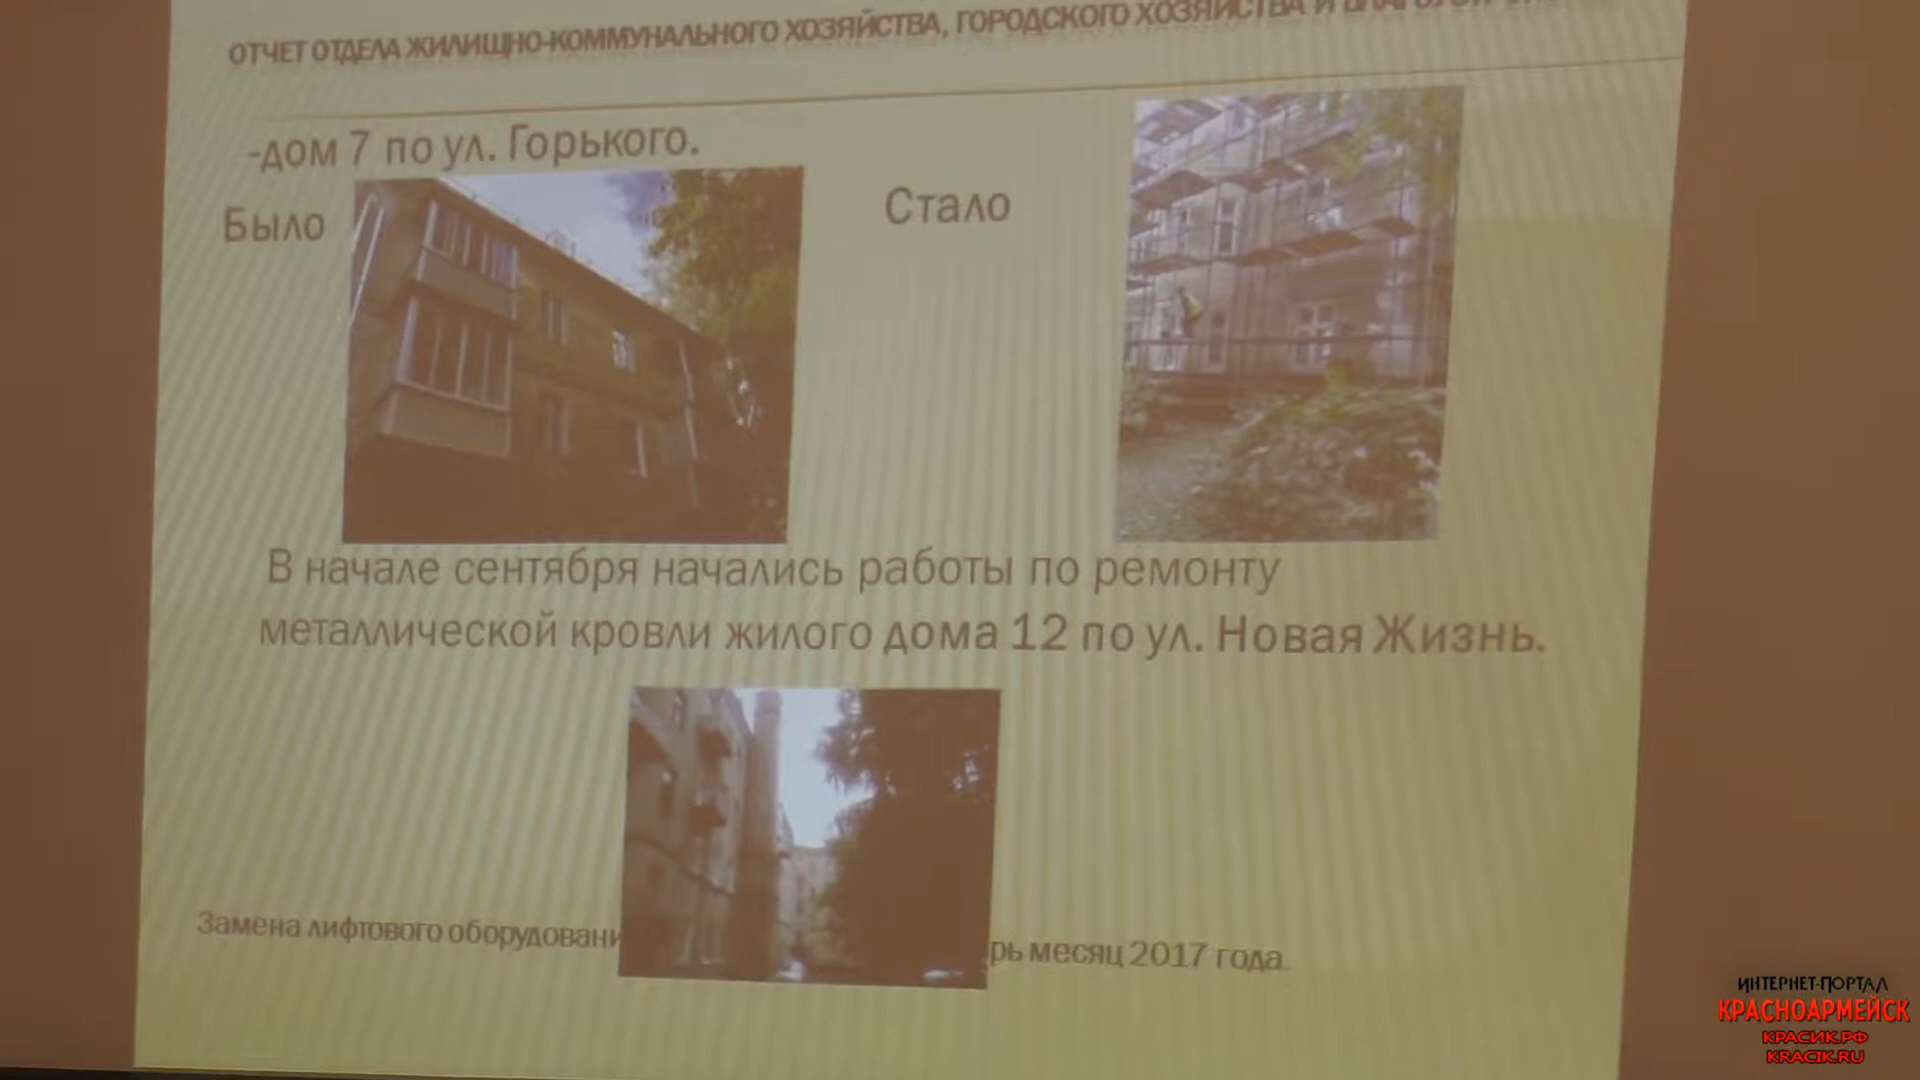 ОТЧЕТ ОТДЕЛА ЖИЛИЩНО-КОММУНАЛЬНОГО ХОЗЯЙСТВА, ГОРОДСКОГО ХОЗЯЙСТВА И
-дом 7 по ул. Горького.
Было
Стало
В начале сентября начались работы по ремонту
металлической кровли жилого дома 12 по ул. Новая Жизнь.
Замена лифтового оборудовани
рь месяц 2017 года.
ИНТЕРНЕТ-ПОРТАЛ
КРАСНОАРМЕЙСК
КРАСИК.РФ
KRACIK.RU